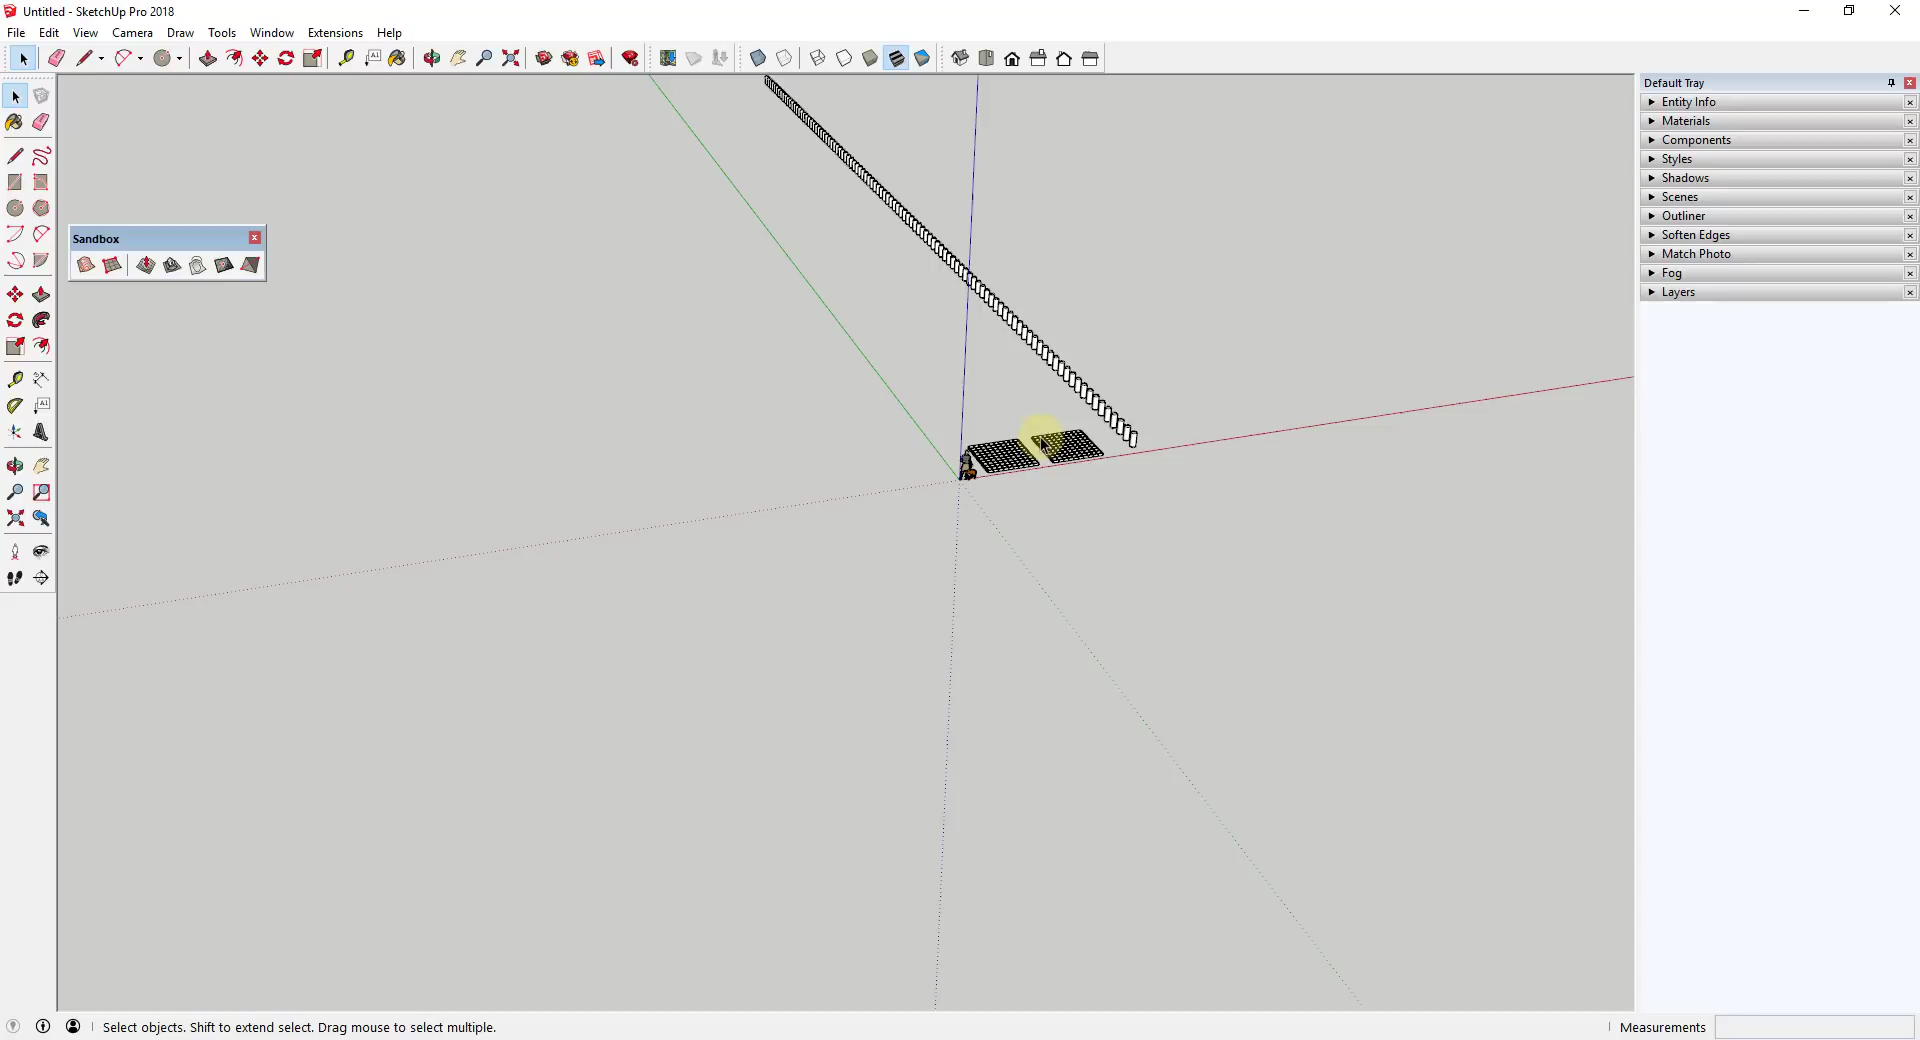 Untitled - SketchUp Pro 2018
File Edit View Camera Draw Tools Window Extensions Help
Default Tray
Entity Info
Materials
Components
Styles
Shadows
Scenes
Outliner
Soften Edges
Match Photo
Fog
Layers
Sandbox
Select objects. Shift to extend select. Drag mouse to select multiple.
Measurements